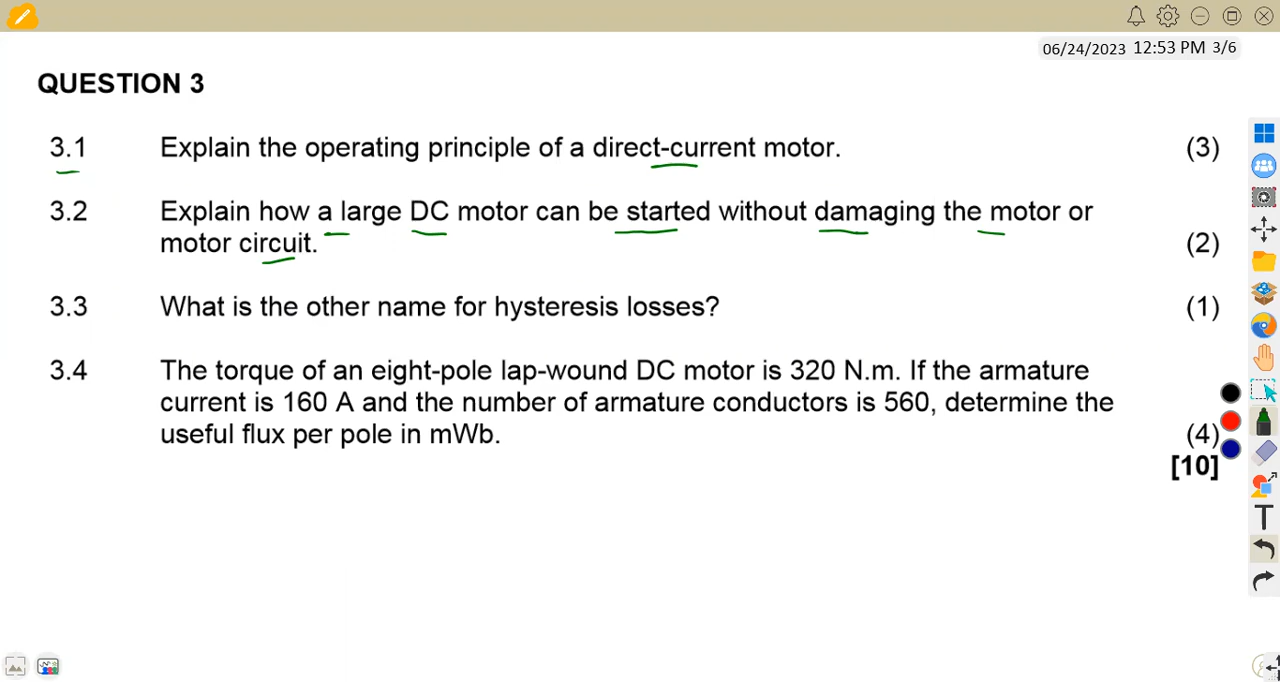 06/24/2023 12:53 PM 3/6
QUESTION 3
3.1 Explain the operating principle of a direct-current motor. (3)
3.2 Explain how a large DC motor can be started without damaging the motor or
motor circuit. (2)
3.3 What is the other name for hysteresis losses? (1)
3.4 The torque of an eight-pole lap-wound DC motor is 320 N.m. If the armature
current is 160 A and the number of armature conductors is 560, determine the
useful flux per pole in mWb. (4)
[10]
T